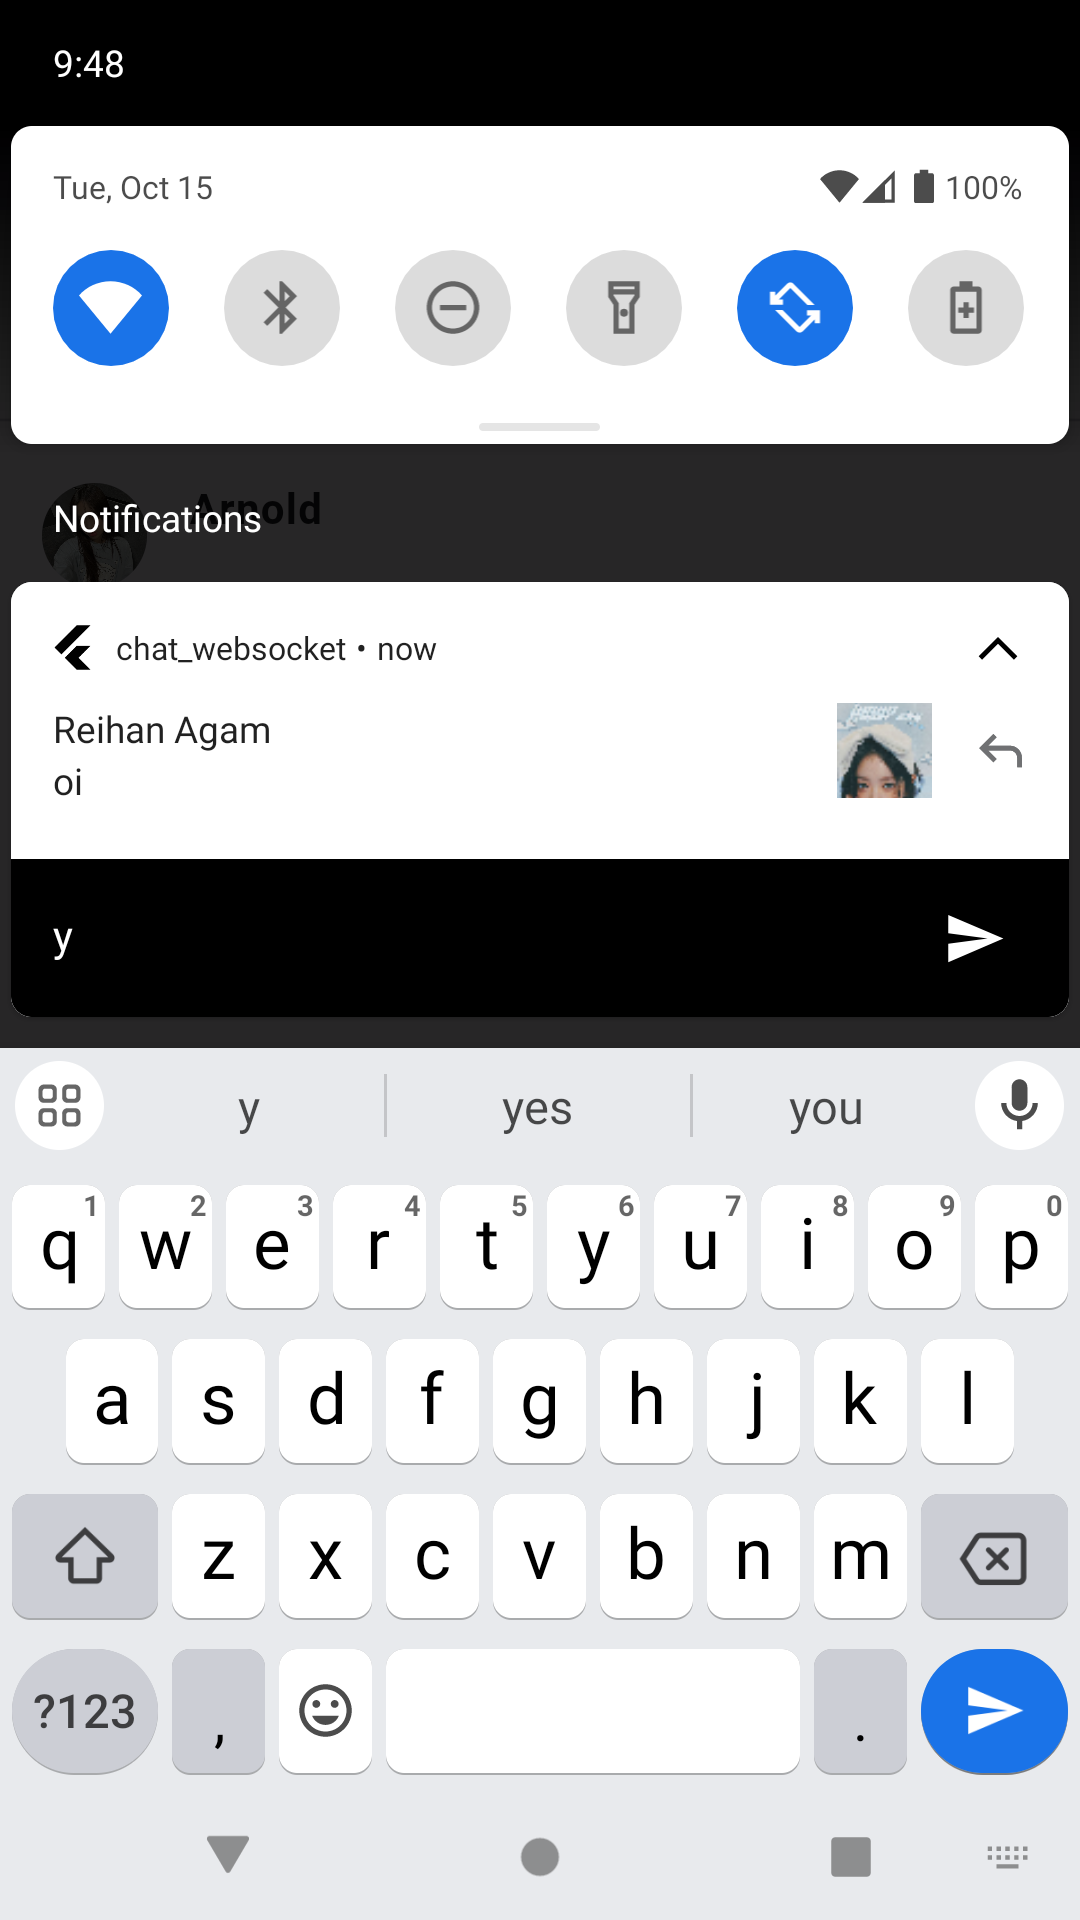 9:48
Tue, Oct 15
100%
Arnold
Notifications
chat_websocket • now
Reihan Agam
oi
y
y yes you
q 1 w 2 e 3 r 4 t 5 y 6 u 7 i 8 o 9 p 0
a s d f g h j k l
z x c v b n m
?123 , .